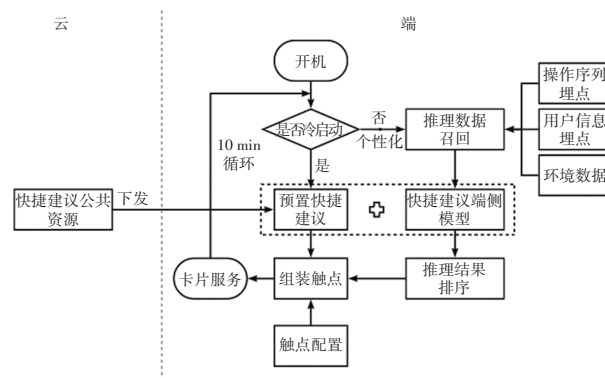 云
端
开机
操作序列
埋点
是否冷启动
否
个性化
推理数据
召回
用户信息
埋点
10 min
循环
是
环境数据
快捷建议公共
资源
下发
预置快捷
建议
快捷建议端侧
模型
卡片服务
组装触点
推理结果
排序
触点配置